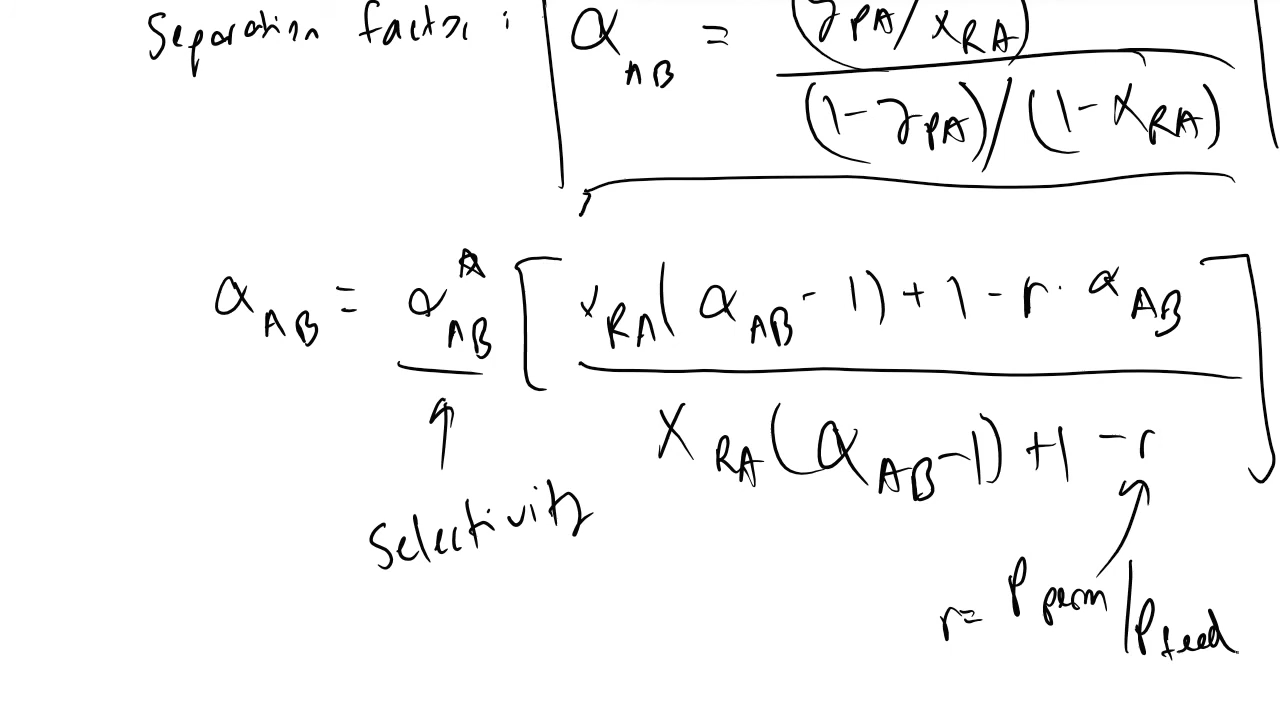 Separation factor : α_AB = (y_PA / x_RA) / ((1 - y_PA) / (1 - x_RA))
α_AB = α*_AB [ (x_RA(α_AB - 1) + 1 - r · α_AB) / (x_RA(α_AB - 1) + 1 - r) ]
↑
Selectivity
r = P_perm / P_feed